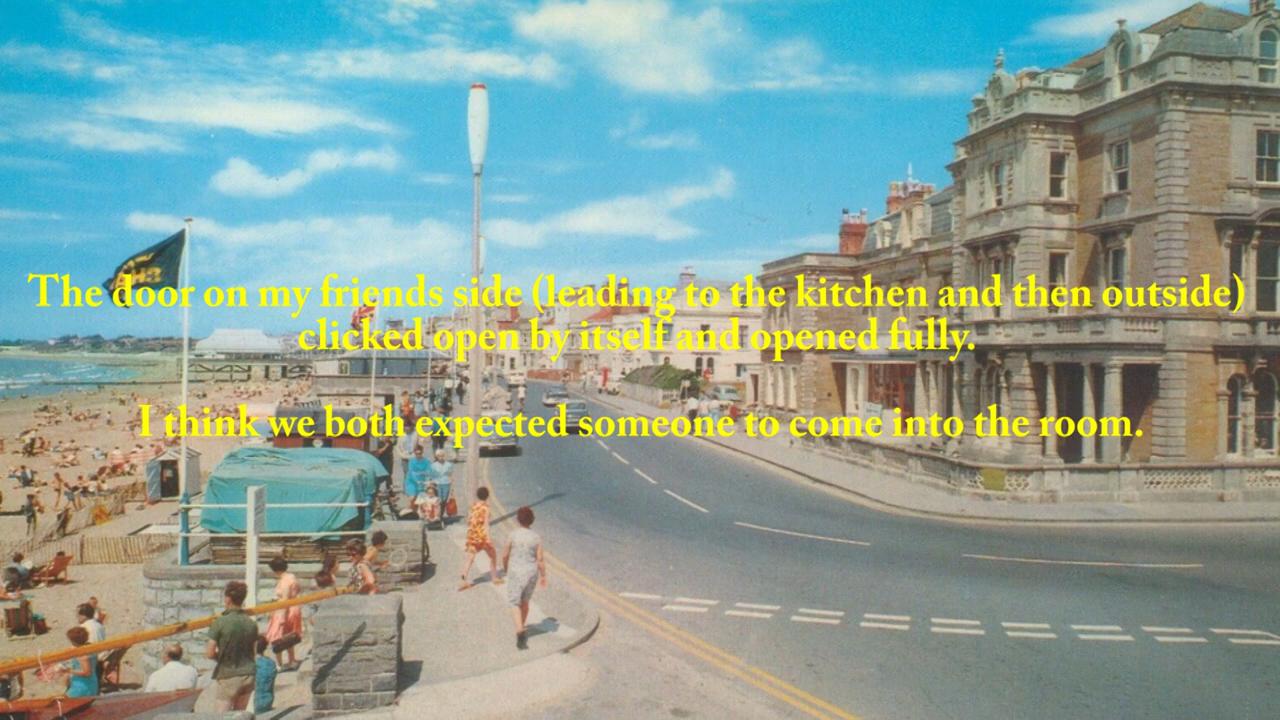 The door on my friends side (leading to the kitchen and then outside)
clicked open by itself and opened fully.
I think we both expected someone to come into the room.